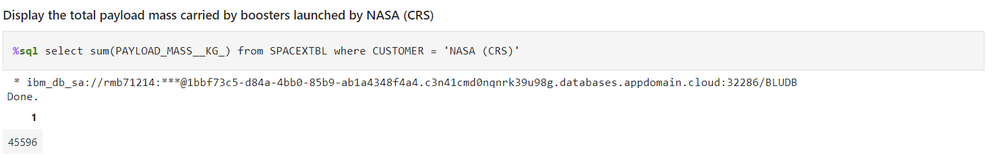 Display the total payload mass carried by boosters launched by NASA (CRS)
%sql select sum(PAYLOAD_MASS__KG_) from SPACEXTBL where CUSTOMER = 'NASA (CRS)'
* ibm_db_sa://rmb71214:***@1bbf73c5-d84a-4bb0-85b9-ab1a4348f4a4.c3n41cmd0nqnrk39u98g.databases.appdomain.cloud:32286/BLUDB
Done.
1
45596